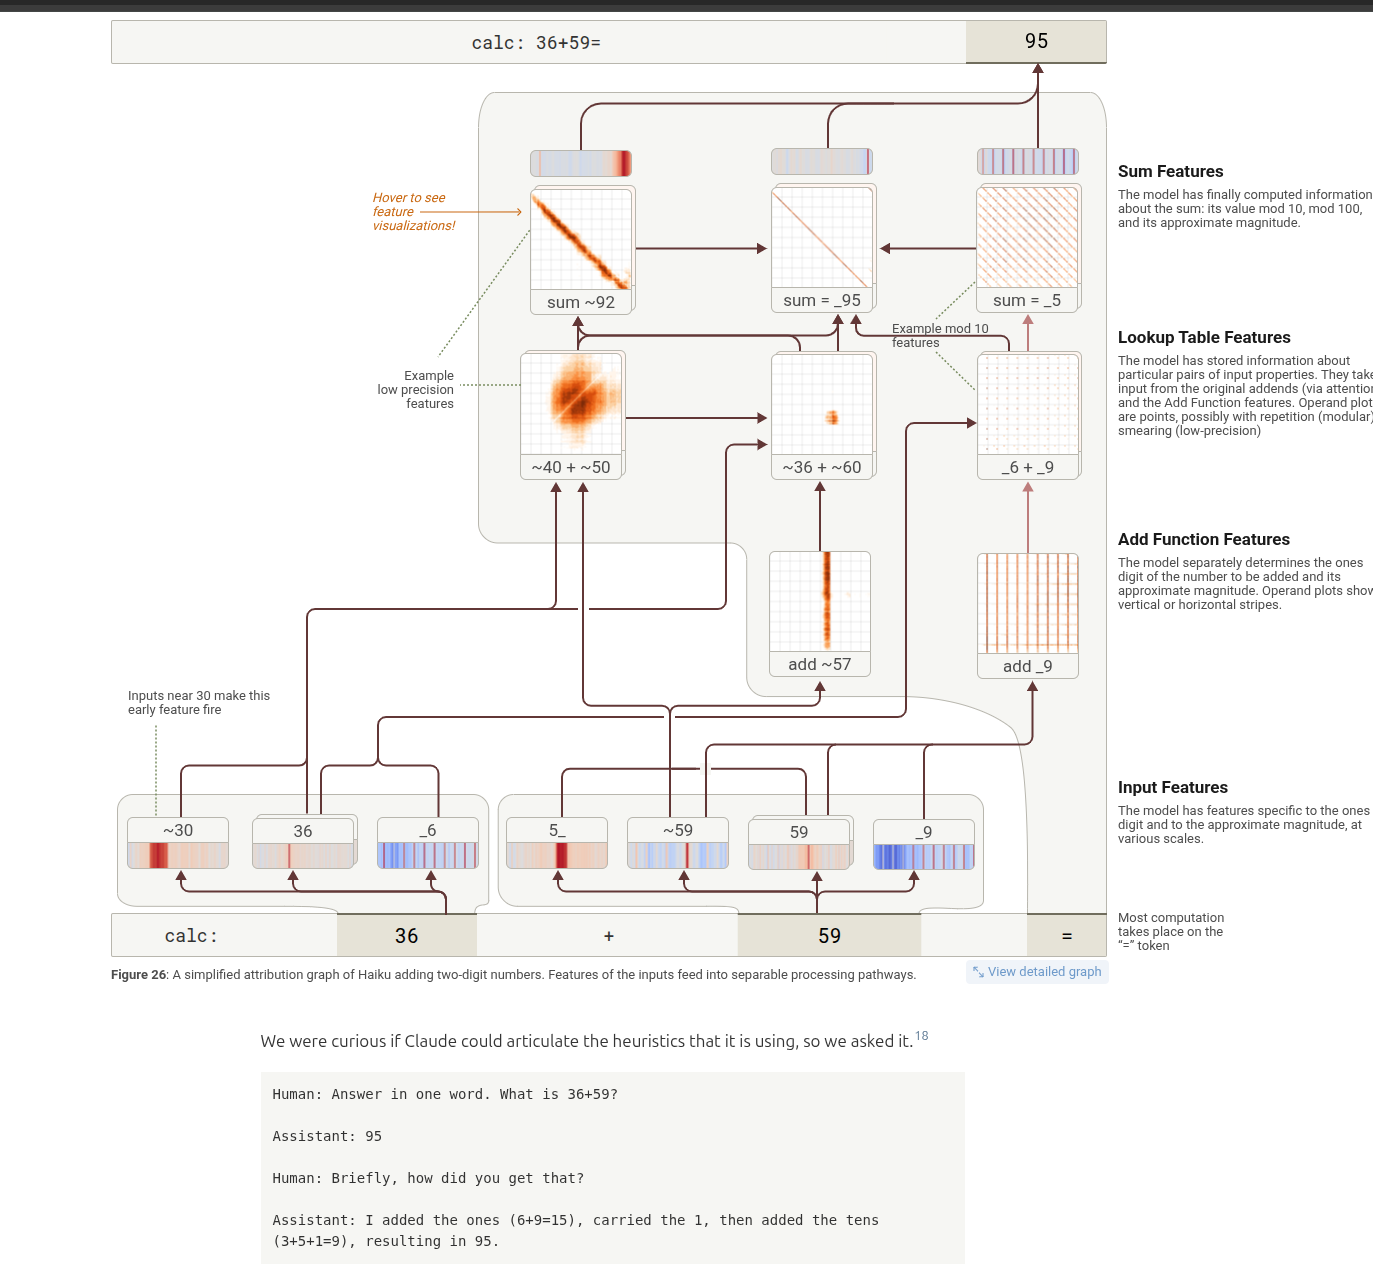 calc: 36+59=
95
Hover to see
feature
visualizations!
sum ~92
sum = _95
sum = _5
Sum Features
The model has finally computed information
about the sum: its value mod 10, mod 100,
and its approximate magnitude.
Example mod 10
features
Example
low precision
features
~40 + ~50
~36 + ~60
_6 + _9
Lookup Table Features
The model has stored information about
particular pairs of input properties. They take
input from the original addends (via attention
and the Add Function features. Operand plot
are points, possibly with repetition (modular)
smearing (low-precision)
add ~57
add _9
Add Function Features
The model separately determines the ones
digit of the number to be added and its
approximate magnitude. Operand plots show
vertical or horizontal stripes.
Inputs near 30 make this
early feature fire
~30
36
_6
5_
~59
59
_9
Input Features
The model has features specific to the ones
digit and to the approximate magnitude, at
various scales.
calc:
36
+
59
=
Most computation
takes place on the
“=” token
Figure 26: A simplified attribution graph of Haiku adding two-digit numbers. Features of the inputs feed into separable processing pathways.
View detailed graph
We were curious if Claude could articulate the heuristics that it is using, so we asked it.18
Human: Answer in one word. What is 36+59?
Assistant: 95
Human: Briefly, how did you get that?
Assistant: I added the ones (6+9=15), carried the 1, then added the tens
(3+5+1=9), resulting in 95.